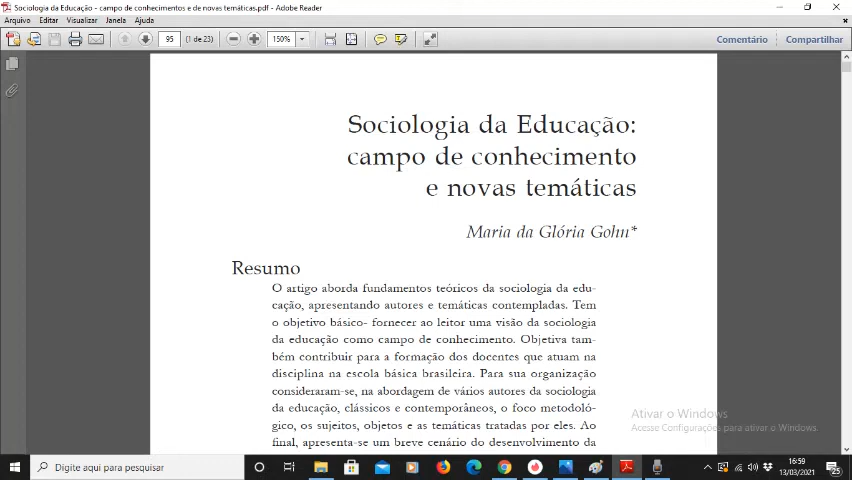 Sociologia da Educação - campo de conhecimentos e de novas temáticas.pdf - Adobe Reader
Arquivo Editar Visualizar Janela Ajuda
95 (1 de 23) 150% Comentário Compartilhar
Sociologia da Educação:
campo de conhecimento
e novas temáticas
Maria da Glória Gohn*
Resumo
O artigo aborda fundamentos teóricos da sociologia da edu-
cação, apresentando autores e temáticas contempladas. Tem
o objetivo básico- fornecer ao leitor uma visão da sociologia
da educação como campo de conhecimento. Objetiva tam-
bém contribuir para a formação dos docentes que atuam na
disciplina na escola básica brasileira. Para sua organização
consideraram-se, na abordagem de vários autores da sociologia
da educação, clássicos e contemporâneos, o foco metodoló-
gico, os sujeitos, objetos e as temáticas tratadas por eles. Ao
final, apresenta-se um breve cenário do desenvolvimento da
Ativar o Windows
Acesse Configurações para ativar o Windows.
Digite aqui para pesquisar
16:59
13/03/2021
25